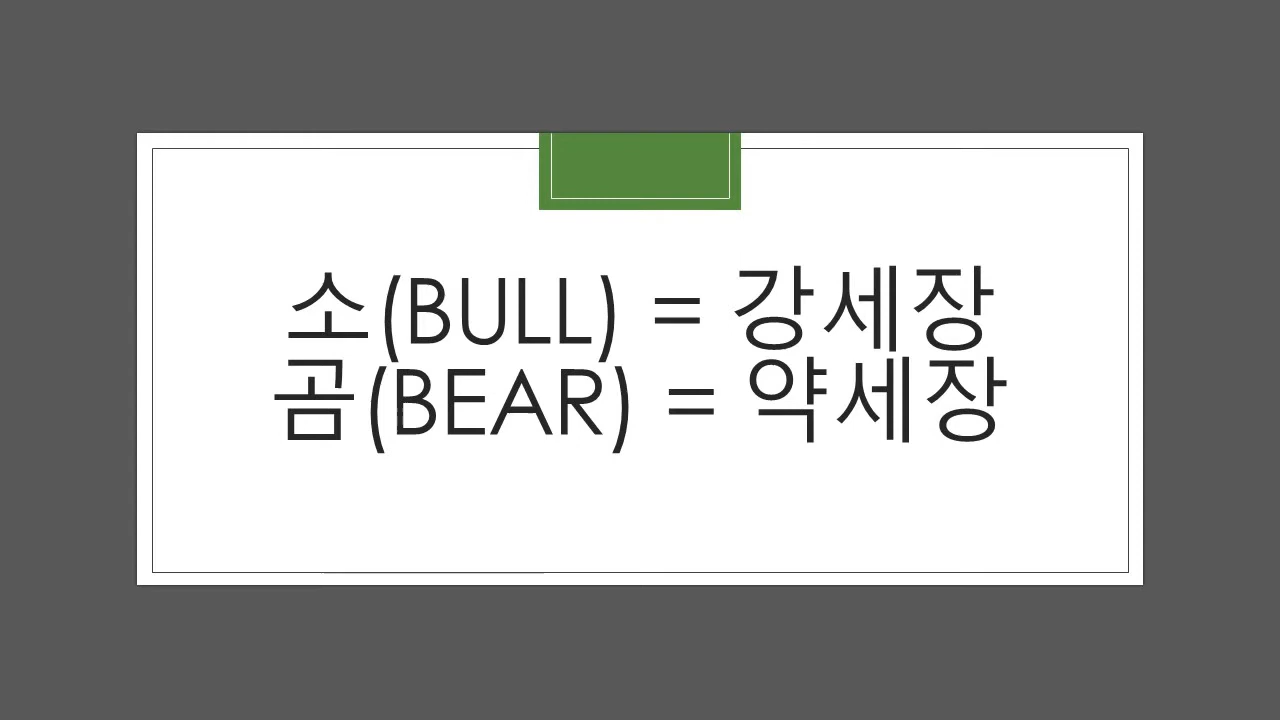 소(BULL) = 강세장
곰(BEAR) = 약세장